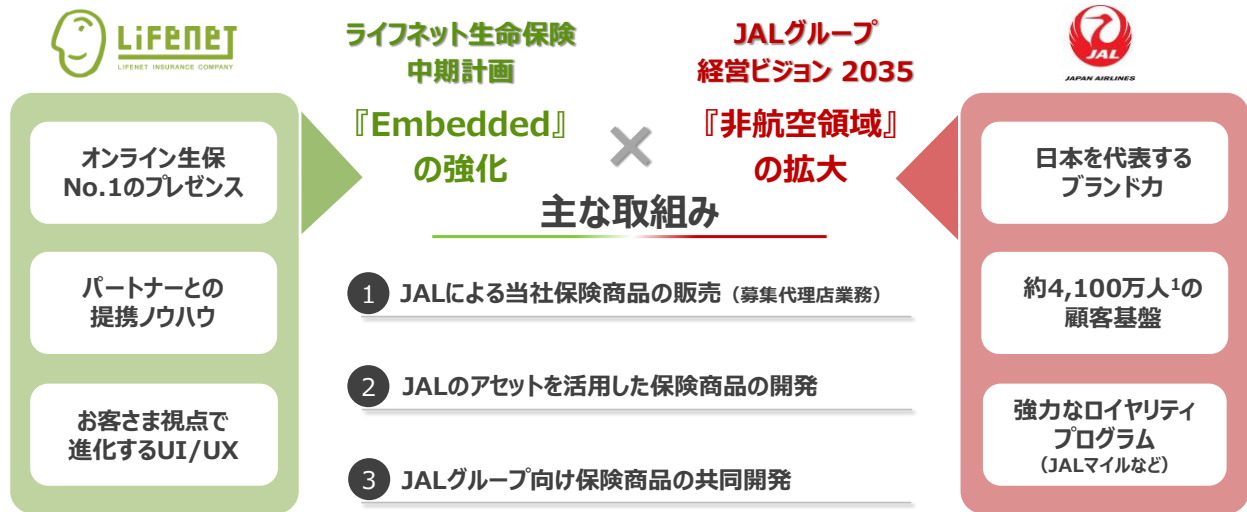 LIFENET
LIFENET INSURANCE COMPANY
ライフネット生命保険
中期計画
『Embedded』
の強化
×
JALグループ
経営ビジョン 2035
『非航空領域』
の拡大
JAL
JAPAN AIRLINES
オンライン生保
No.1のプレゼンス
パートナーとの
提携ノウハウ
お客さま視点で
進化するUI/UX
主な取組み
1 JALによる当社保険商品の販売（募集代理店業務）
2 JALのアセットを活用した保険商品の開発
3 JALグループ向け保険商品の共同開発
日本を代表する
ブランド力
約4,100万人¹の
顧客基盤
強力なロイヤリティ
プログラム
（JALマイルなど）